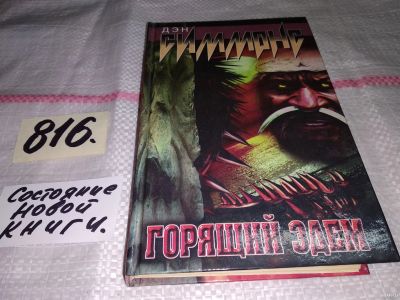 ДЭН
СИММОНС
ГОРЯЩИЙ ЭДЕМ
816.
Состояние
Новой
книги.